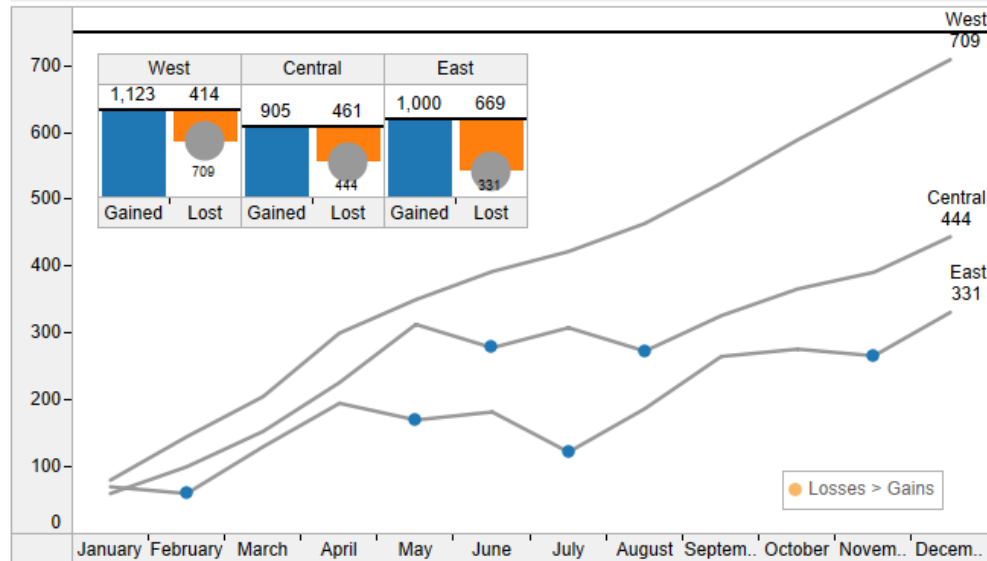 West
709
700
West Central East
1,123 414 905 461 1,000 669
709 444 331
Gained Lost Gained Lost Gained Lost
600
500
Central
444
400
East
331
300
200
100
Losses > Gains
0
January February March April May June July August Septem.. October Novem.. Decem..